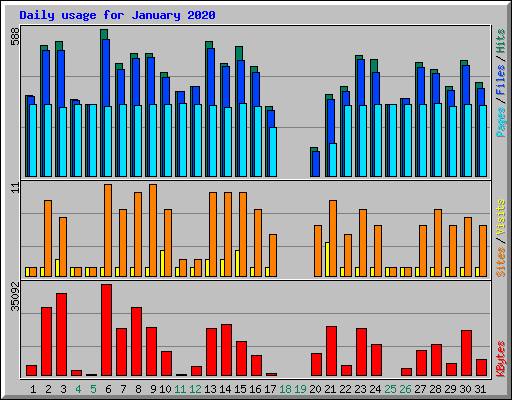 Daily usage for January 2020
588
Pages / Files / Hits
11
Sites / Visits
35092
KBytes
1 2 3 4 5 6 7 8 9 10 11 12 13 14 15 16 17 18 19 20 21 22 23 24 25 26 27 28 29 30 31